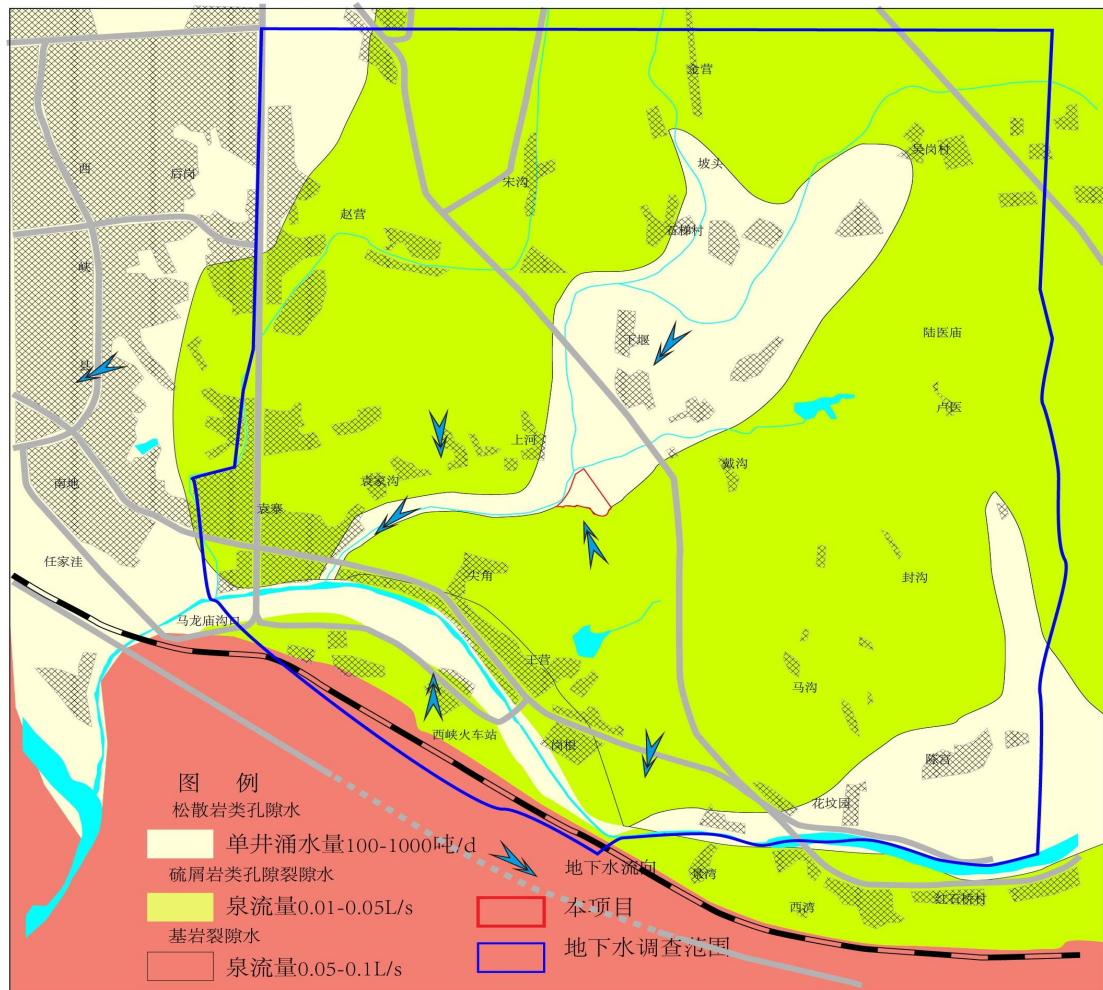 金营
吴岗村
坡头
西
后岗
宋沟
赵营
石梯村
峡
陆医庙
下堰
县
卢医
上河
戴沟
袁家沟
南地
袁寨
任家洼
尖角
封沟
马龙庙沟口
王营
马沟
西峡火车站
岗根
陈营
花坟园
图 例
松散岩类孔隙水
单井涌水量100-1000吨/d
硫屑岩类孔隙裂隙水
泉流量0.01-0.05L/s
基岩裂隙水
泉流量0.05-0.1L/s
地下水流向
本项目
地下水调查范围
西湾
红石桥村